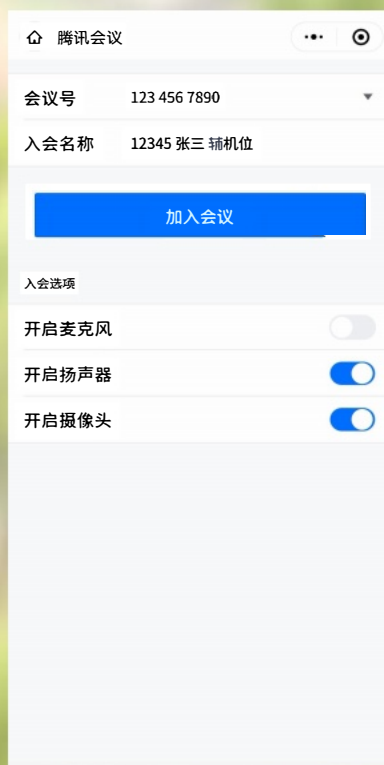 腾讯会议
会议号 123 456 7890
入会名称 12345 张三 辅机位
加入会议
入会选项
开启麦克风
开启扬声器
开启摄像头